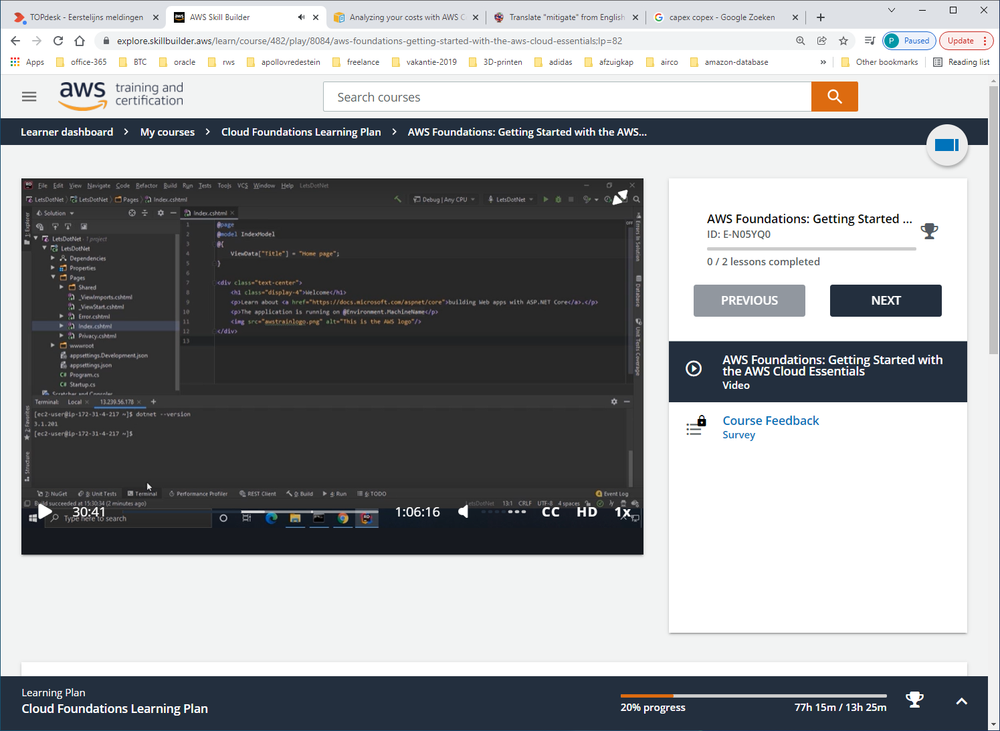 TOPdesk - Eerstelijns meldingen
AWS Skill Builder
Analyzing your costs with AWS C
Translate "mitigate" from English
capex copex - Google Zoeken
explore.skillbuilder.aws/learn/course/482/play/8084/aws-foundations-getting-started-with-the-aws-cloud-essentials;lp=82
P Paused
Update
Apps office-365 BTC oracle rws apollovredestein freelance vakantie-2019 3D-printen adidas afzuigkap airco amazon-database » Other bookmarks Reading list
aws training and certification
Search courses
Learner dashboard > My courses > Cloud Foundations Learning Plan > AWS Foundations: Getting Started with the AWS...
File Edit View Navigate Code Refactor Build Run Tests Tools VCS Window Help LetsDotNet
LetsDotNet LetsDotNet Pages Index.cshtml
Debug | Any CPU LetsDotNet
Solution
Index.cshtml
1: Explorer
LetsDotNet · 1 project
LetsDotNet
Dependencies
Properties
Pages
Shared
_ViewImports.cshtml
_ViewStart.cshtml
Error.cshtml
Index.cshtml
Privacy.cshtml
wwwroot
appsettings.Development.json
appsettings.json
C# Program.cs
C# Startup.cs
Scratches and Consoles
1 @page
2 @model IndexModel
3 @{
4 ViewData["Title"] = "Home page";
5 }
6
7 <div class="text-center">
8 <h1 class="display-4">Welcome</h1>
9 <p>Learn about <a href="https://docs.microsoft.com/aspnet/core">building Web apps with ASP.NET Core</a>.</p>
10 <p>The application is running on @Environment.MachineName</p>
11 <img src="awstrainlogo.png" alt="This is the AWS logo"/>
12 </div>
13
OFF
Errors In Solution
Database
Unit Tests Coverage
Terminal: Local × 13.239.56.178 × +
[ec2-user@ip-172-31-4-217 ~]$ dotnet --version
3.1.201
[ec2-user@ip-172-31-4-217 ~]$
2: Favorites
Structure
7: NuGet 8: Unit Tests Terminal Performance Profiler REST Client 0: Build 4: Run 6: TODO
4 Event Log
Build succeeded at 15:30:34 (2 minutes ago)
LetsDotNet 13:1 CRLF UTF-8 4 spaces
30:41
1:06:16
CC HD 1x
Type here to search
AWS Foundations: Getting Started ...
ID: E-N05YQ0
0 / 2 lessons completed
PREVIOUS
NEXT
AWS Foundations: Getting Started with
the AWS Cloud Essentials
Video
Course Feedback
Survey
Learning Plan
Cloud Foundations Learning Plan
20% progress
77h 15m / 13h 25m